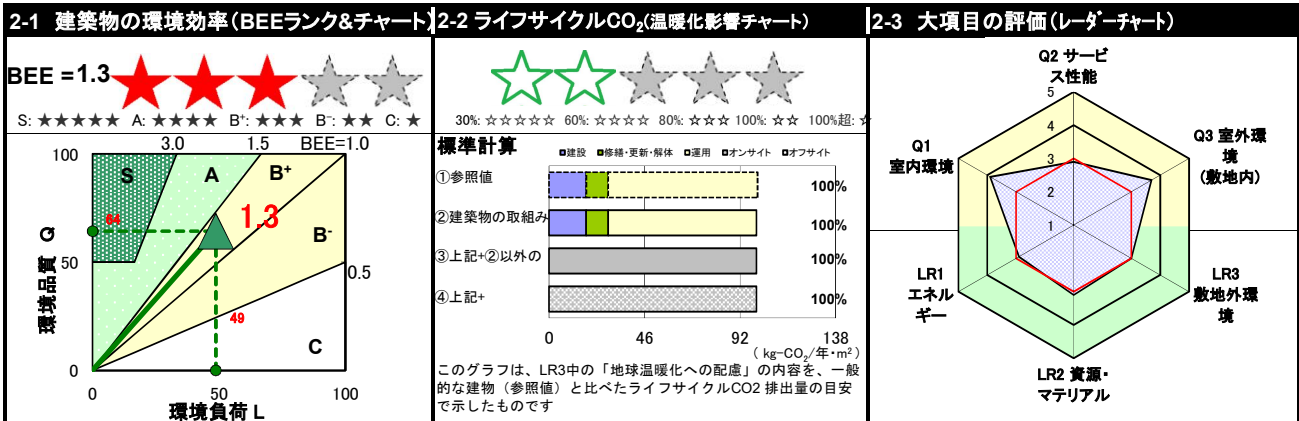 2-1 建築物の環境効率(BEEランク&チャート)
BEE = 1.3
S: ★★★★★ A: ★★★★ B⁺: ★★★ B⁻: ★★ C: ★
3.0 1.5 BEE=1.0
100
S
A
B⁺
64
1.3
環境品質 Q
50
B⁻
0.5
49
C
0
0 50 100
環境負荷 L
2-2 ライフサイクルCO₂(温暖化影響チャート)
30%: ☆☆☆☆☆ 60%: ☆☆☆☆ 80%: ☆☆☆ 100%: ☆☆ 100%超: ☆
標準計算
■建設 ■修繕・更新・解体 □運用 ■オンサイト ■オフサイト
①参照値 100%
②建築物の取組み 100%
③上記+②以外の 100%
④上記+ 100%
0 46 92 138
( kg-CO₂/年・m² )
このグラフは、LR3中の「地球温暖化への配慮」の内容を、一般
的な建物(参照値)と比べたライフサイクルCO2 排出量の目安
で示したものです
2-3 大項目の評価(レーダーチャート)
Q2 サービ
ス性能
5
4
3
2
1
Q3 室外環
境
(敷地内)
Q1
室内環境
LR1
エネル
ギー
LR3
敷地外環
境
LR2 資源・
マテリアル